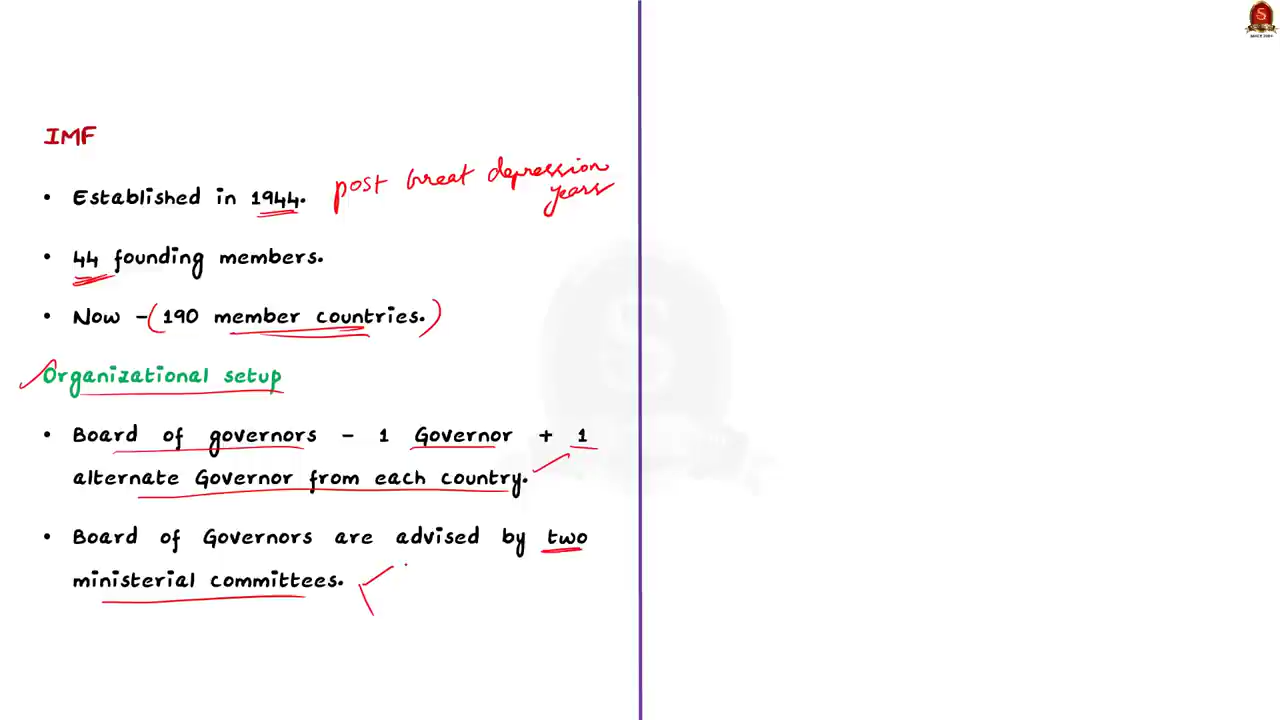 IMF
• Established in 1944. post Great depression
years
• 44 founding members.
• Now - (190 member countries.)
Organizational setup
• Board of governors - 1 Governor + 1
alternate Governor from each country.
• Board of Governors are advised by two
ministerial committees.